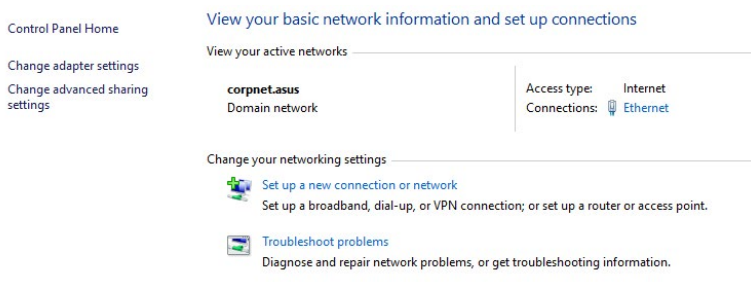 Control Panel Home
Change adapter settings
Change advanced sharing
settings
View your basic network information and set up connections
View your active networks
corpnet.asus
Domain network
Access type: Internet
Connections: Ethernet
Change your networking settings
Set up a new connection or network
Set up a broadband, dial-up, or VPN connection; or set up a router or access point.
Troubleshoot problems
Diagnose and repair network problems, or get troubleshooting information.